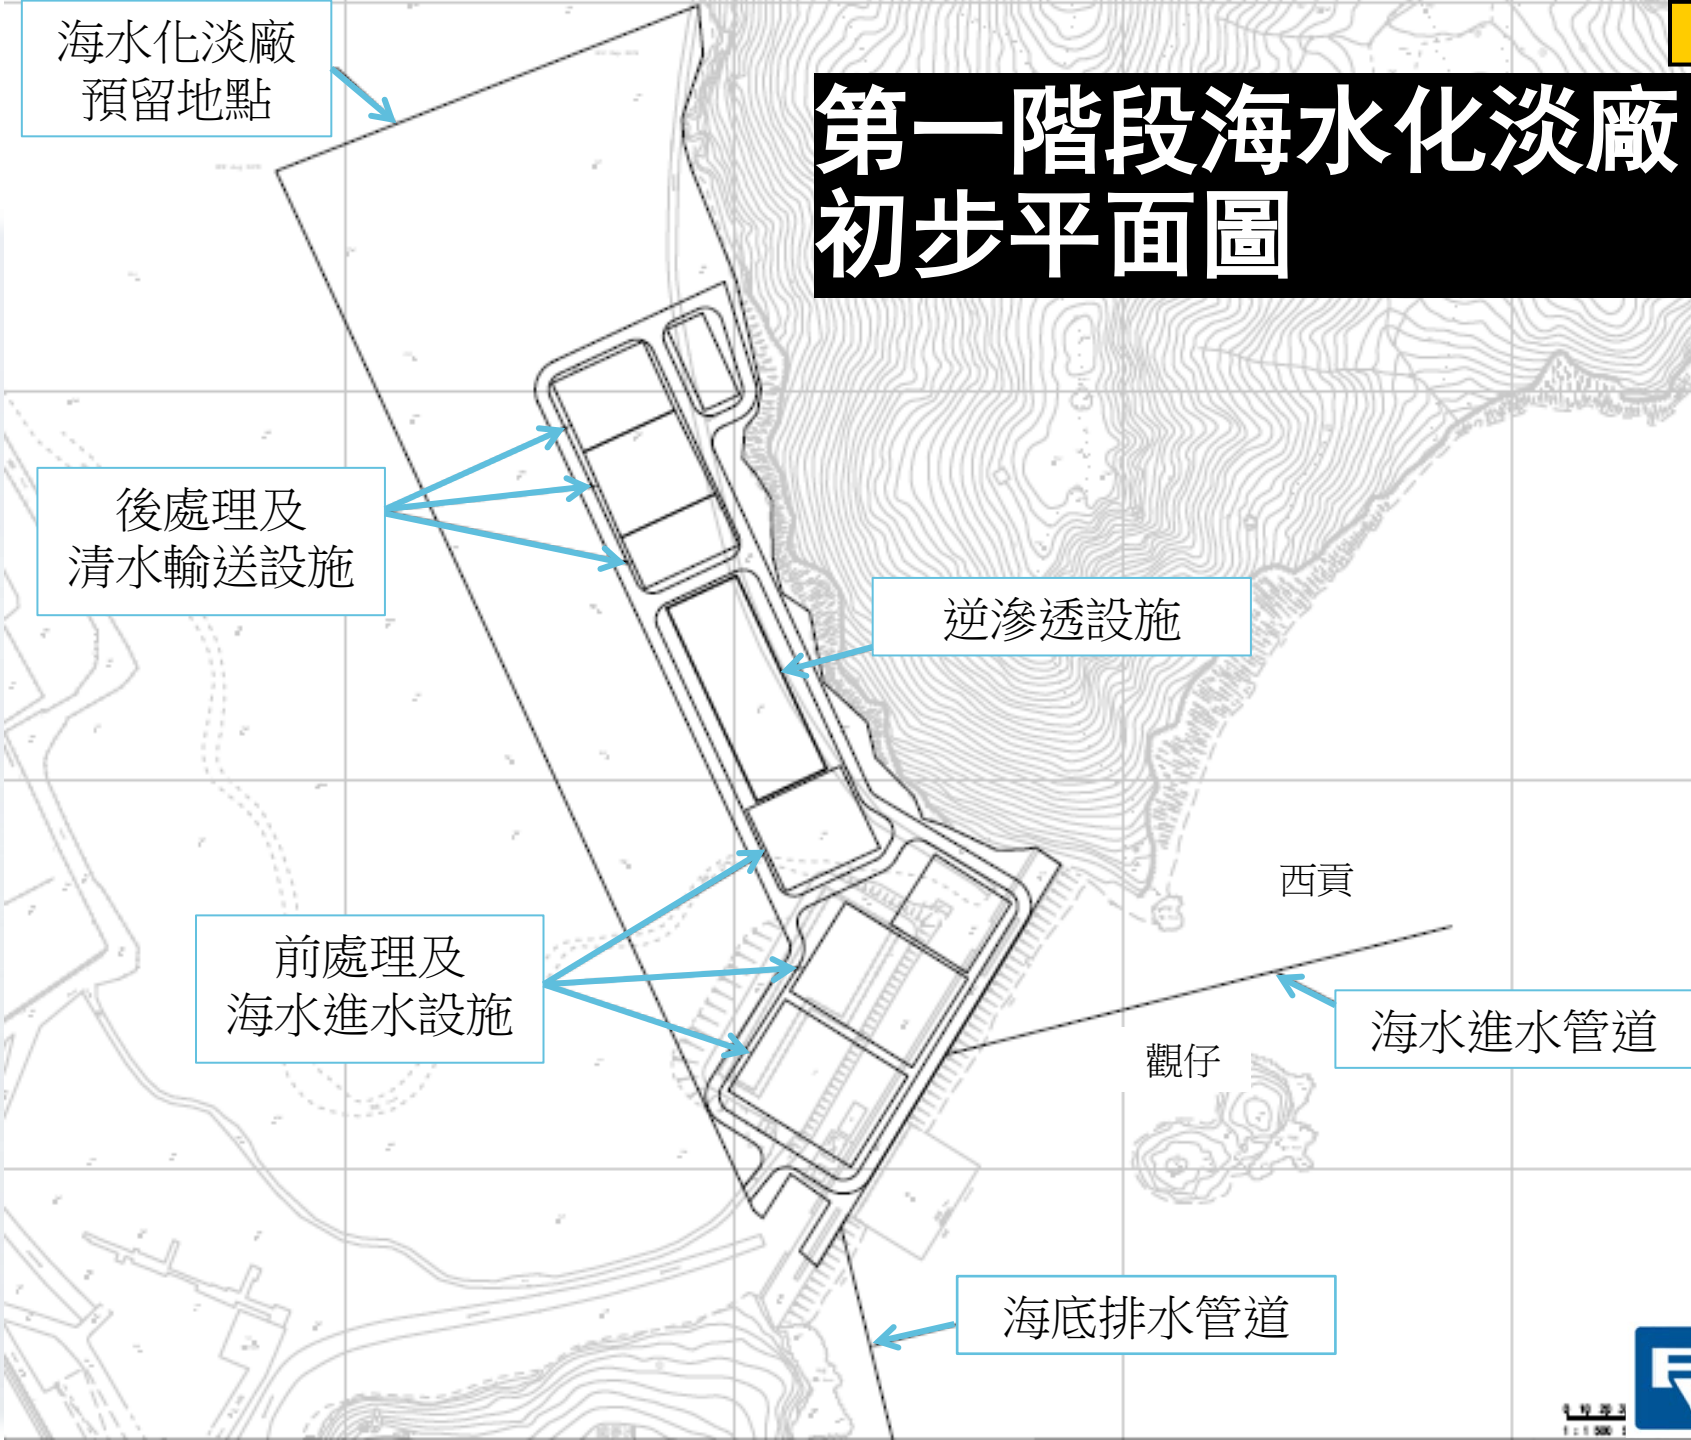 海水化淡廠
預留地點
第一階段海水化淡廠
初步平面圖
後處理及
清水輸送設施
逆滲透設施
前處理及
海水進水設施
西貢
海水進水管道
觀仔
海底排水管道